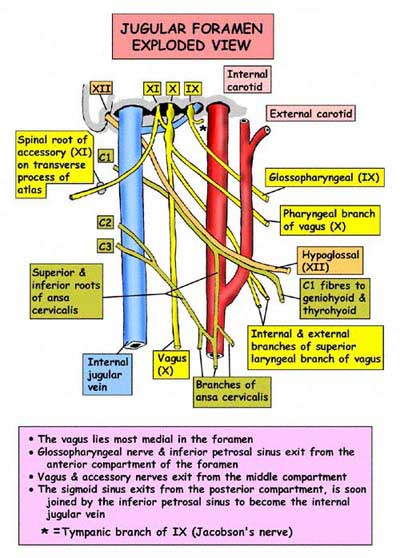 JUGULAR FORAMEN
EXPLODED VIEW
XII
XI
X
IX
Internal
carotid
External carotid
*
Spinal root of
accessory (XI)
on transverse
process of
atlas
C1
Glossopharyngeal (IX)
Pharyngeal branch
of vagus (X)
C2
C3
Hypoglossal
(XII)
Superior &
inferior roots
of ansa
cervicalis
C1 fibres to
geniohyoid &
thyrohyoid
Internal & external
branches of superior
laryngeal branch of vagus
Internal
jugular
vein
Vagus
(X)
Branches of
ansa cervicalis
• The vagus lies most medial in the foramen
• Glossopharyngeal nerve & inferior petrosal sinus exit from the
anterior compartment of the foramen
• Vagus & accessory nerves exit from the middle compartment
• The sigmoid sinus exits from the posterior compartment, is soon
joined by the inferior petrosal sinus to become the internal
jugular vein
* = Tympanic branch of IX (Jacobson's nerve)